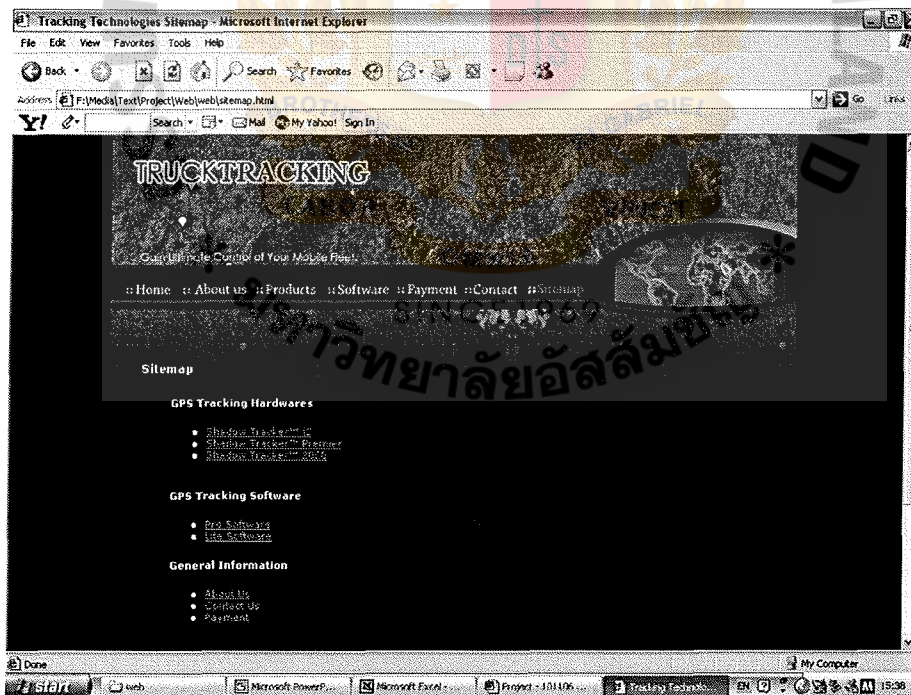 Tracking Technologies Sitemap - Microsoft Internet Explorer
File Edit View Favorites Tools Help
Back Search Favorites
Address F:\Media\Text\Project\Web\web\sitemap.html Go Links
Y! Search Mail My Yahoo! Sign In
TRUCKTRACKING
Gain Ultimate Control of Your Mobile Fleet.
:: Home :: About us :: Products :: Software :: Payment :: Contact :: Sitemap
SINCE 1969
มหาวิทยาลัยอัสสัมชัญ
Sitemap
GPS Tracking Hardwares
Shadow Tracker™
Shadow Tracker™ Premier
Shadow Tracker™
GPS Tracking Software
Pro Software
Lite Software
General Information
About Us
Contact Us
Payment
Done My Computer
start web Microsoft PowerP... Microsoft Excel - ... Project - 101106 ... Tracking Technolo... EN 15:38